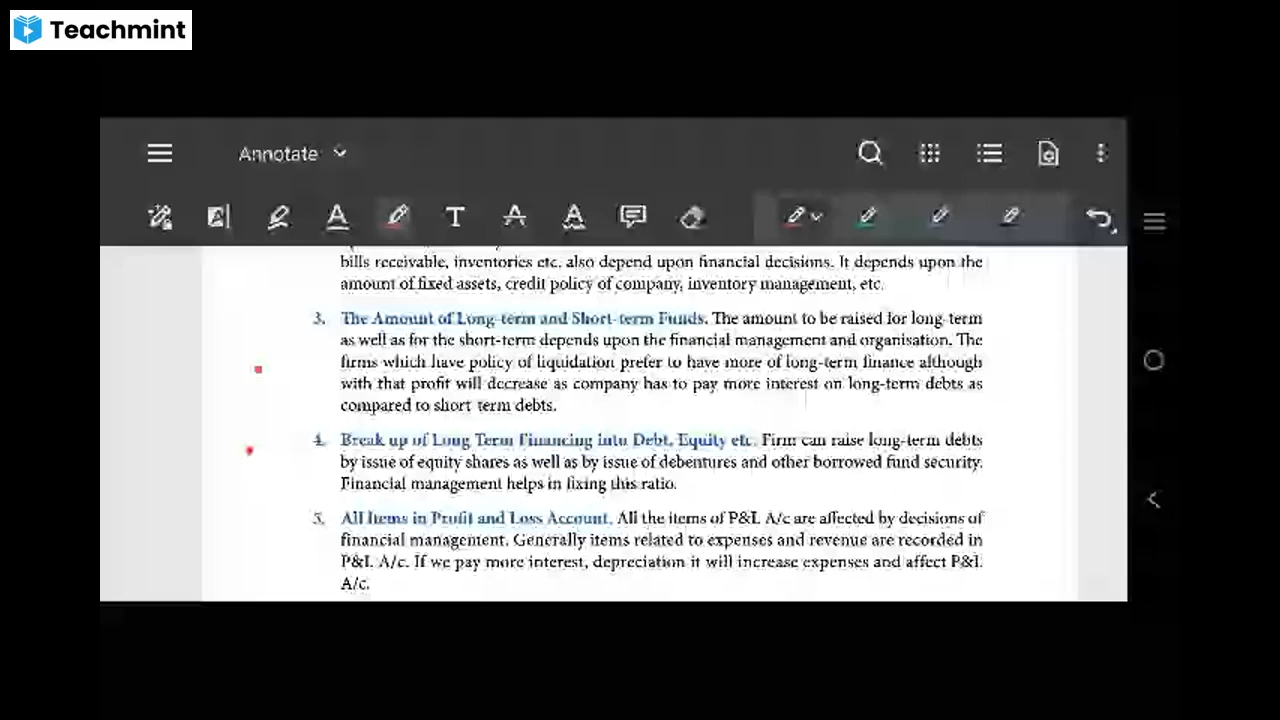 Teachmint
Annotate
bills receivable, inventories etc. also depend upon financial decisions. It depends upon the
amount of fixed assets, credit policy of company, inventory management, etc.
3. The Amount of Long-term and Short-term Funds. The amount to be raised for long-term
as well as for the short-term depends upon the financial management and organisation. The
firms which have policy of liquidation prefer to have more of long-term finance although
with that profit will decrease as company has to pay more interest on long-term debts as
compared to short term debts.
4. Break up of Long Term Financing into Debt, Equity etc. Firm can raise long-term debts
by issue of equity shares as well as by issue of debentures and other borrowed fund security.
Financial management helps in fixing this ratio.
5. All Items in Profit and Loss Account. All the items of P&L A/c are affected by decisions of
financial management. Generally items related to expenses and revenue are recorded in
P&L A/c. If we pay more interest, depreciation it will increase expenses and affect P&L
A/c.